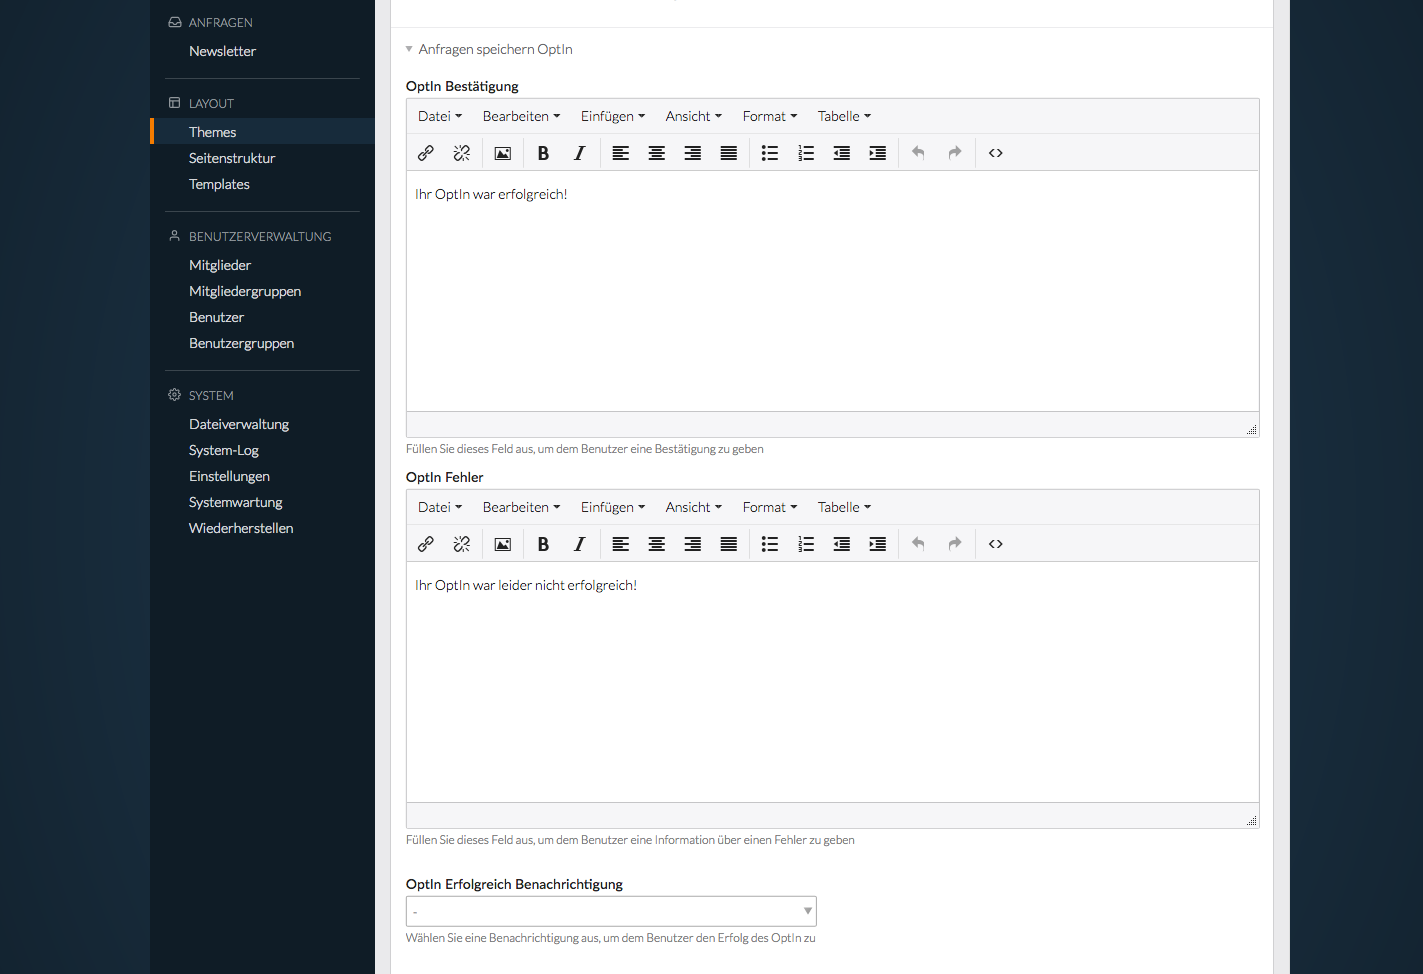 ANFRAGEN
Newsletter
LAYOUT
Themes
Seitenstruktur
Templates
BENUTZERVERWALTUNG
Mitglieder
Mitgliedergruppen
Benutzer
Benutzergruppen
SYSTEM
Dateiverwaltung
System-Log
Einstellungen
Systemwartung
Wiederherstellen
Anfragen speichern OptIn
OptIn Bestätigung
Datei Bearbeiten Einfügen Ansicht Format Tabelle
Ihr OptIn war erfolgreich!
Füllen Sie dieses Feld aus, um dem Benutzer eine Bestätigung zu geben
OptIn Fehler
Datei Bearbeiten Einfügen Ansicht Format Tabelle
Ihr OptIn war leider nicht erfolgreich!
Füllen Sie dieses Feld aus, um dem Benutzer eine Information über einen Fehler zu geben
OptIn Erfolgreich Benachrichtigung
-
Wählen Sie eine Benachrichtigung aus, um dem Benutzer den Erfolg des OptIn zu